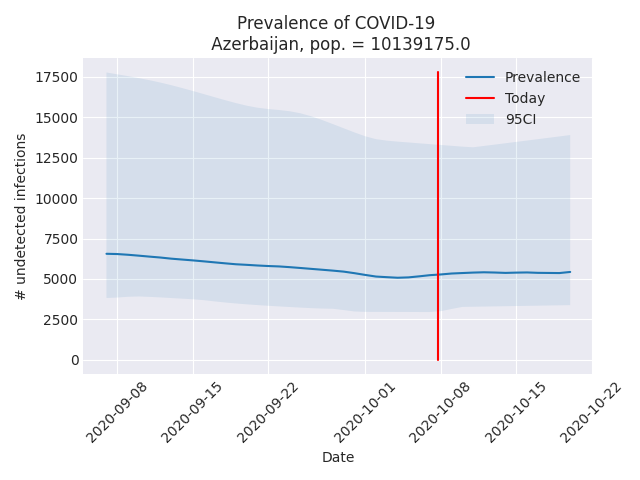 Prevalence of COVID-19
Azerbaijan, pop. = 10139175.0
Prevalence
Today
95CI
17500
15000
12500
10000
7500
5000
2500
0
# undetected infections
2020-09-08
2020-09-15
2020-09-22
2020-10-01
2020-10-08
2020-10-15
2020-10-22
Date